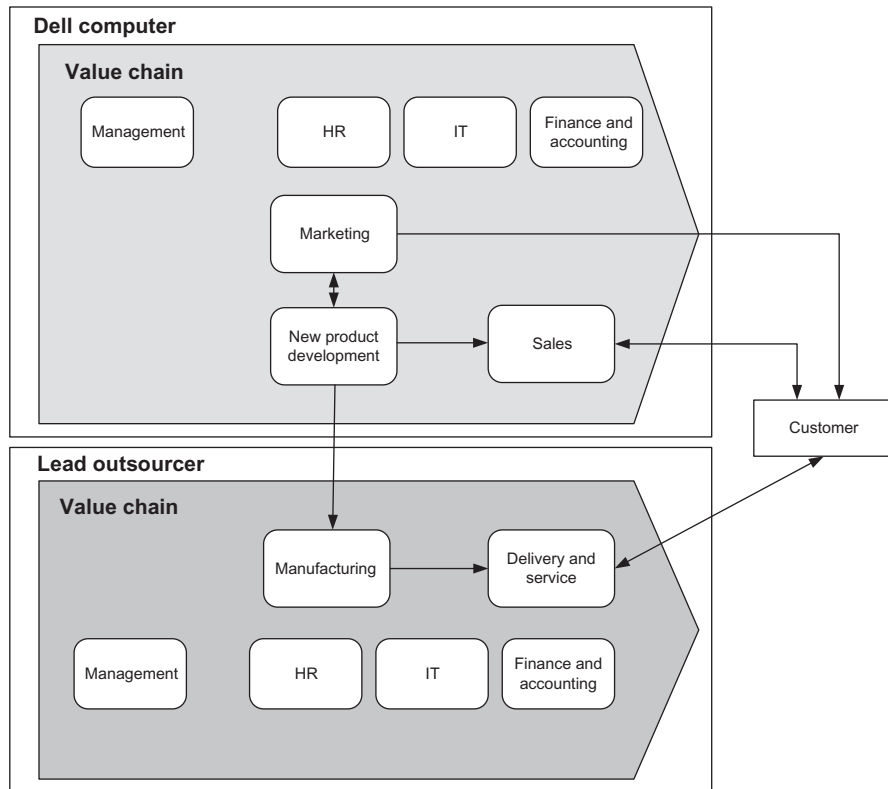 Dell computer
Value chain
Management
HR
IT
Finance and
accounting
Marketing
New product
development
Sales
Customer
Lead outsourcer
Value chain
Manufacturing
Delivery and
service
Management
HR
IT
Finance and
accounting